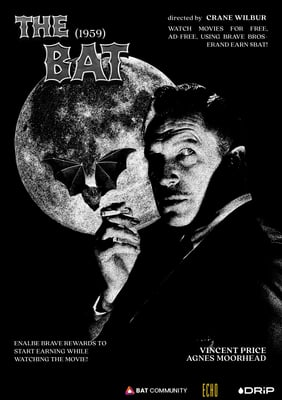 THE
(1959)
BAT
directed by CRANE WILBUR
WATCH MOVIES FOR FREE,
AD-FREE, USING BRAVE BROS-
ERAND EARN $BAT!
ENALBE BRAVE REWARDS TO
START EARNING WHILE
WATCHING THE MOVIE!
VINCENT PRICE
AGNES MOORHEAD
BAT COMMUNITY
ECHO
DRiP